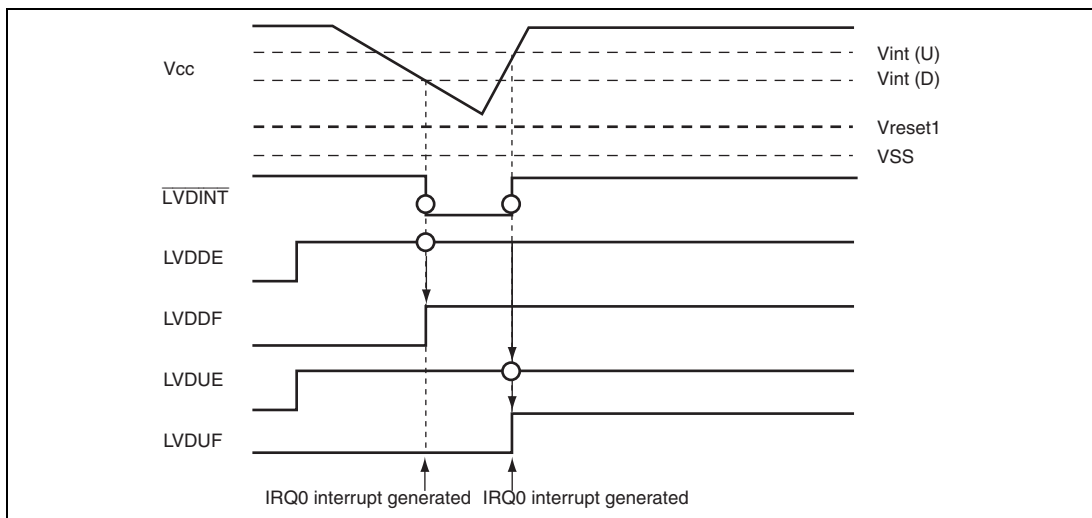 Vcc
Vint (U)
Vint (D)
Vreset1
VSS
LVDINT
LVDDE
LVDDF
LVDUE
LVDUF
IRQ0 interrupt generated
IRQ0 interrupt generated